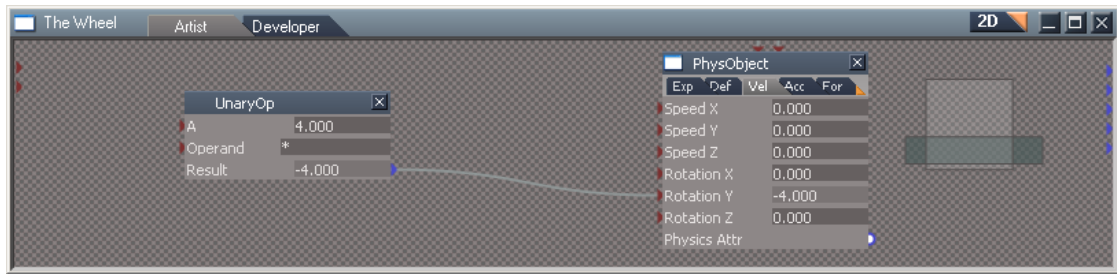 The Wheel
Artist
Developer
2D
UnaryOp
A 4.000
Operand *
Result -4.000
PhysObject
Exp Def Vel Acc For
Speed X 0.000
Speed Y 0.000
Speed Z 0.000
Rotation X 0.000
Rotation Y -4.000
Rotation Z 0.000
Physics Attr